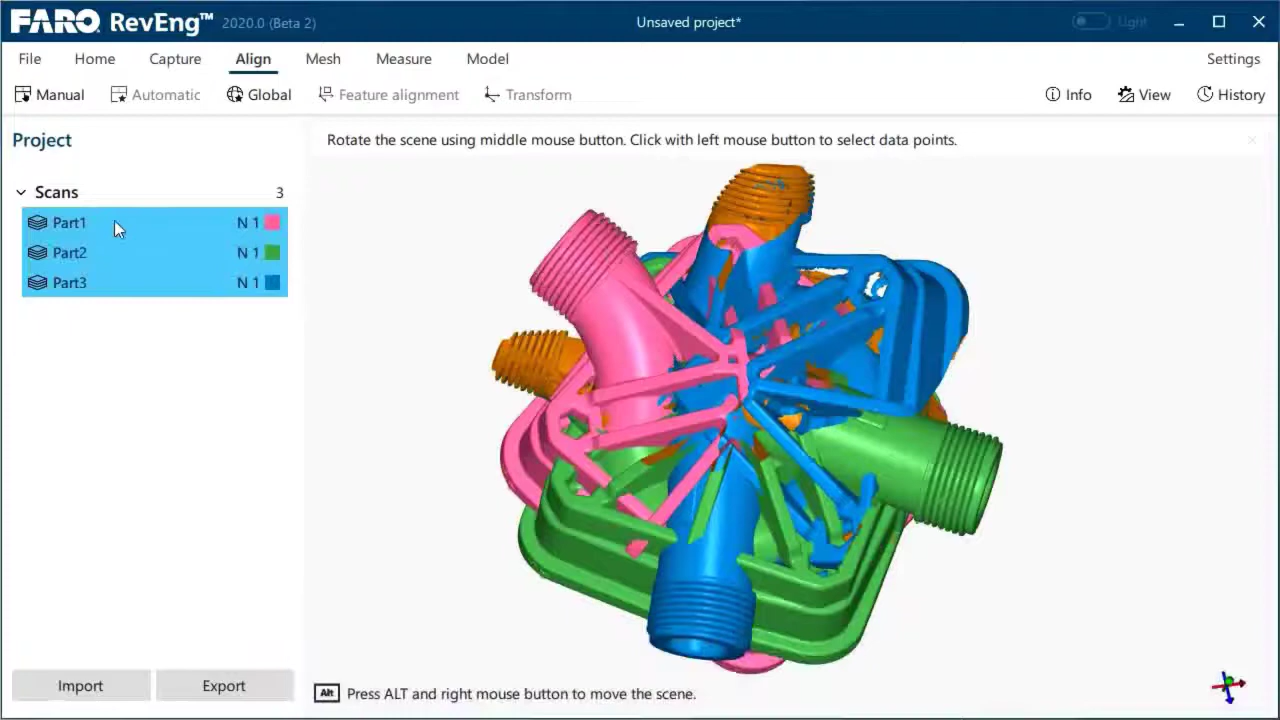 FARO RevEng™ 2020.0 (Beta 2) Unsaved project* Light
File Home Capture Align Mesh Measure Model Settings
Manual Automatic Global Feature alignment Transform Info View History
Project
Rotate the scene using middle mouse button. Click with left mouse button to select data points.
Scans 3
Part1 N 1
Part2 N 1
Part3 N 1
Import Export
Alt Press ALT and right mouse button to move the scene.